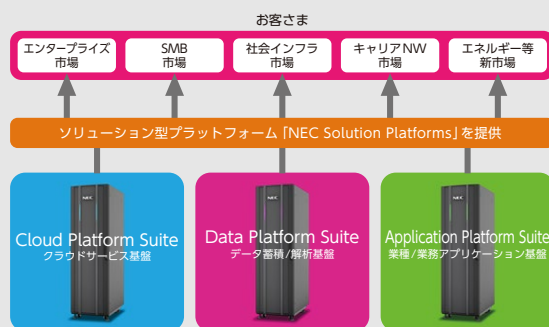 お客さま
エンタープライズ
市場
SMB
市場
社会インフラ
市場
キャリアNW
市場
エネルギー等
新市場
ソリューション型プラットフォーム「NEC Solution Platforms」を提供
NEC
Cloud Platform Suite
クラウドサービス基盤
NEC
Data Platform Suite
データ蓄積/解析基盤
NEC
Application Platform Suite
業種/業務アプリケーション基盤